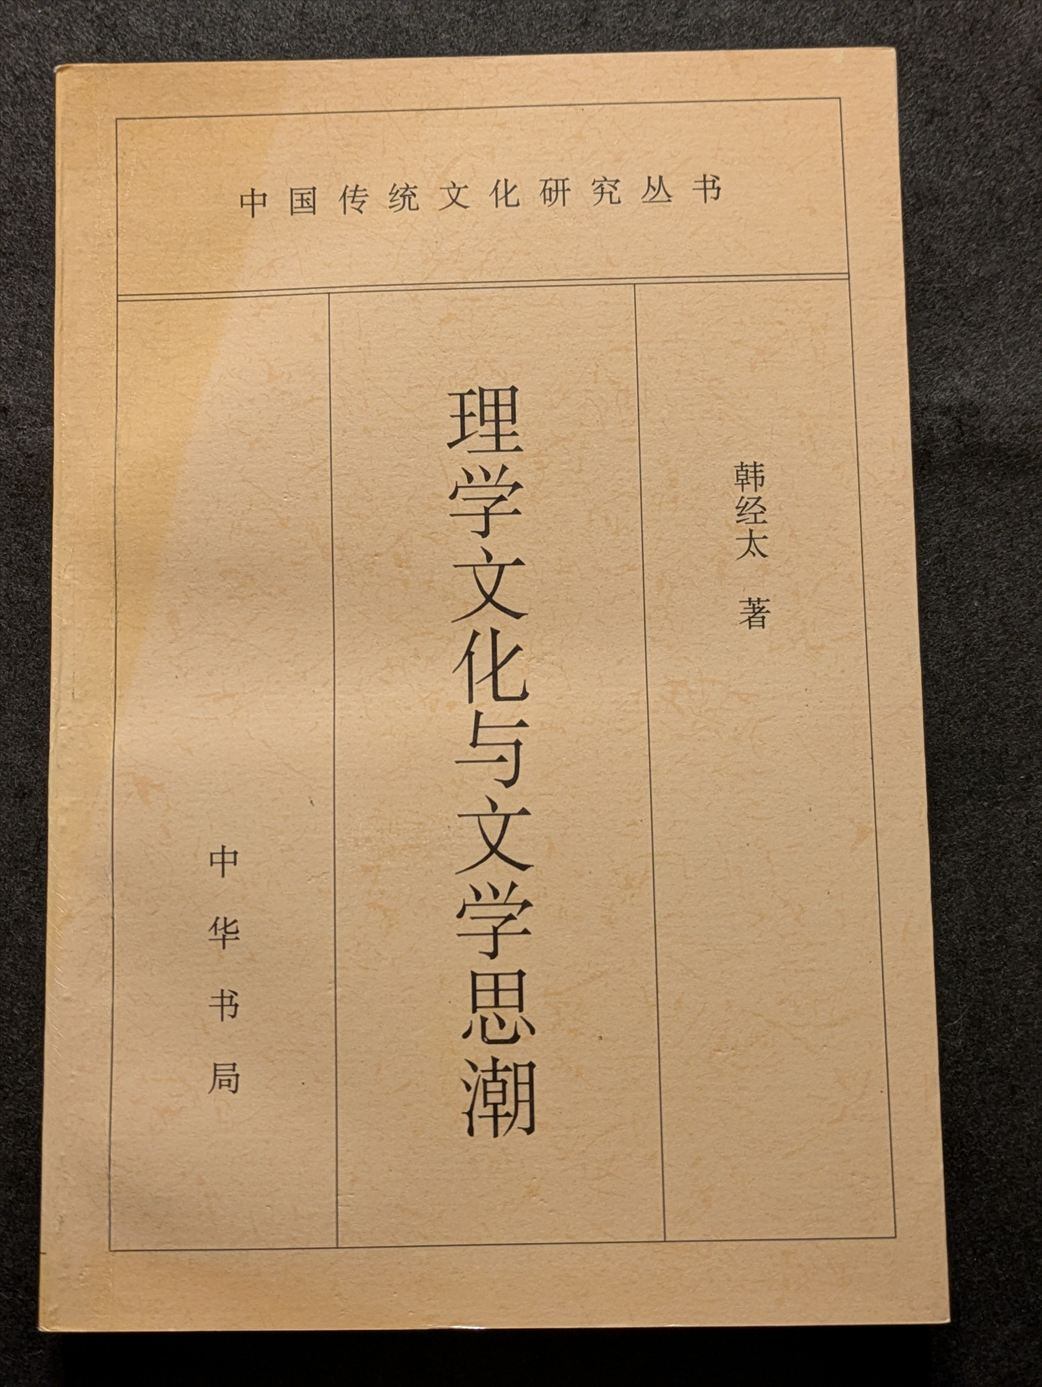 中国传统文化研究丛书
韩经太 著
理学文化与文学思潮
中华书局